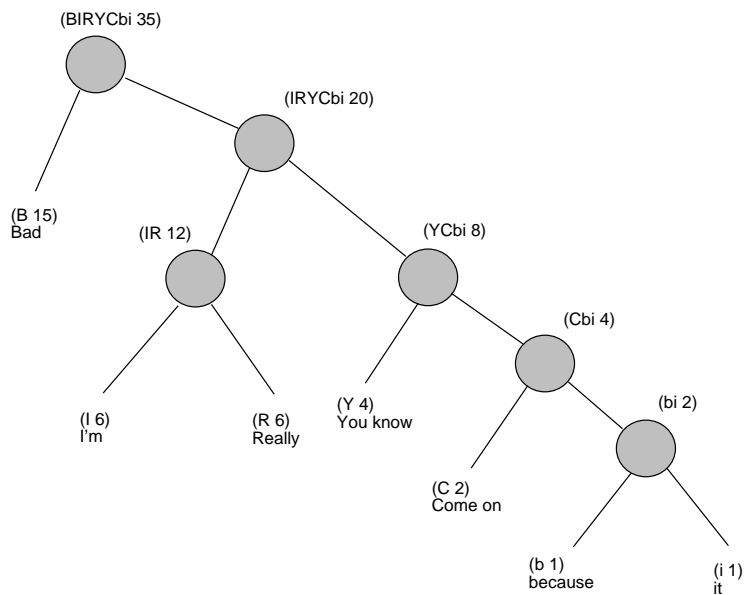 (BIRYCbi 35)
(IRYCbi 20)
(B 15)
Bad
(IR 12)
(YCbi 8)
(Cbi 4)
(I 6)
I'm
(R 6)
Really
(Y 4)
You know
(bi 2)
(C 2)
Come on
(b 1)
because
(i 1)
it